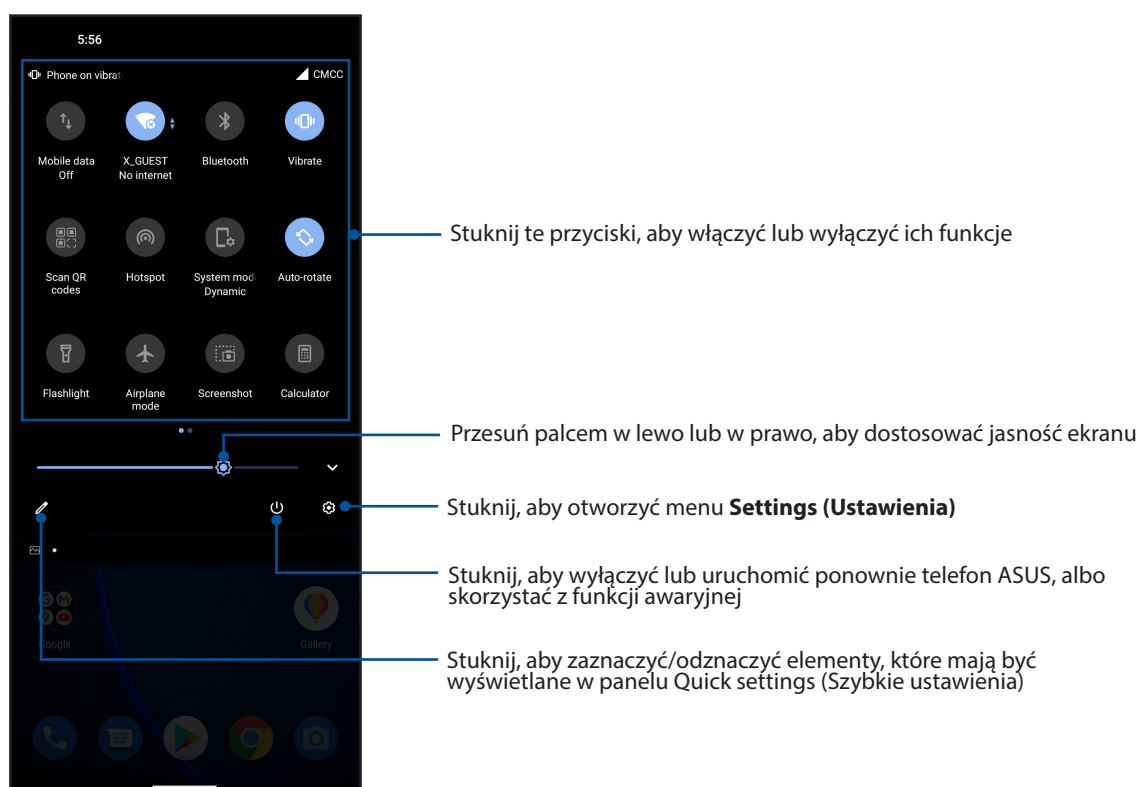 5:56
Phone on vibrat
CMCC
Mobile data
Off
X_GUEST
No internet
Bluetooth
Vibrate
Stuknij te przyciski, aby włączyć lub wyłączyć ich funkcje
Scan QR
codes
Hotspot
System mod
Dynamic
Auto-rotate
Flashlight
Airplane
mode
Screenshot
Calculator
Przesuń palcem w lewo lub w prawo, aby dostosować jasność ekranu
Stuknij, aby otworzyć menu Settings (Ustawienia)
Stuknij, aby wyłączyć lub uruchomić ponownie telefon ASUS, albo
skorzystać z funkcji awaryjnej
Google
Gallery
Stuknij, aby zaznaczyć/odznaczyć elementy, które mają być
wyświetlane w panelu Quick settings (Szybkie ustawienia)